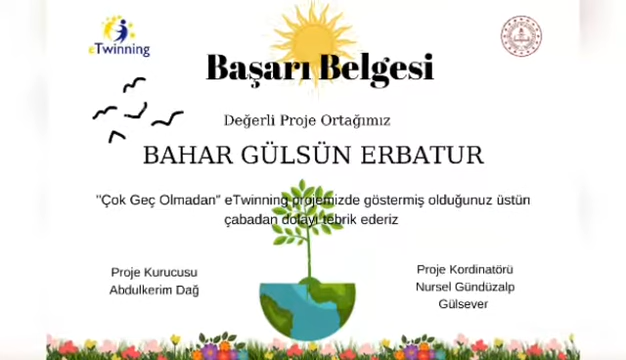 eTwinning
Başarı Belgesi
Değerli Proje Ortağımız
BAHAR GÜLSÜN ERBATUR
"Çok Geç Olmadan" eTwinning projemizde göstermiş olduğunuz üstün
çabadan dolayı tebrik ederiz
Proje Kurucusu
Abdulkerim Dağ
Proje Kordinatörü
Nursel Gündüzalp
Gülsever